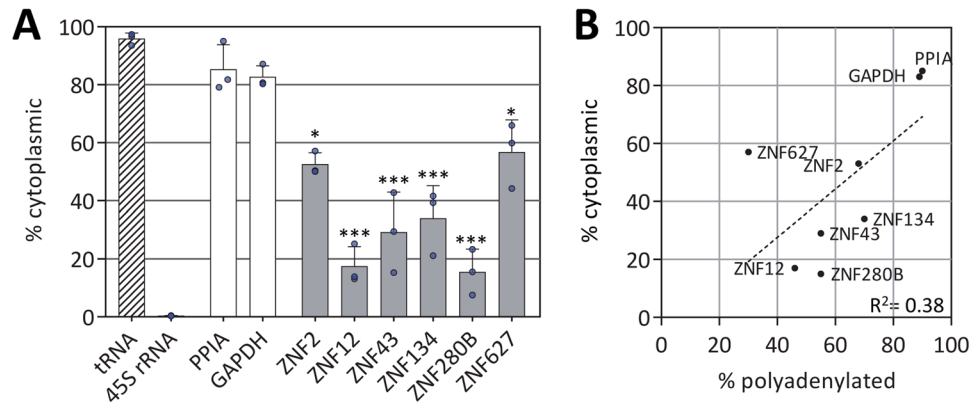 A
B
% cytoplasmic
100
80
60
40
20
0
*
***
***
***
***
*
tRNA
45S rRNA
PPIA
GAPDH
ZNF2
ZNF12
ZNF43
ZNF134
ZNF280B
ZNF627
% cytoplasmic
100
80
60
40
20
0
PPIA
GAPDH
ZNF627
ZNF2
ZNF134
ZNF43
ZNF12
ZNF280B
R²= 0.38
0 20 40 60 80 100
% polyadenylated